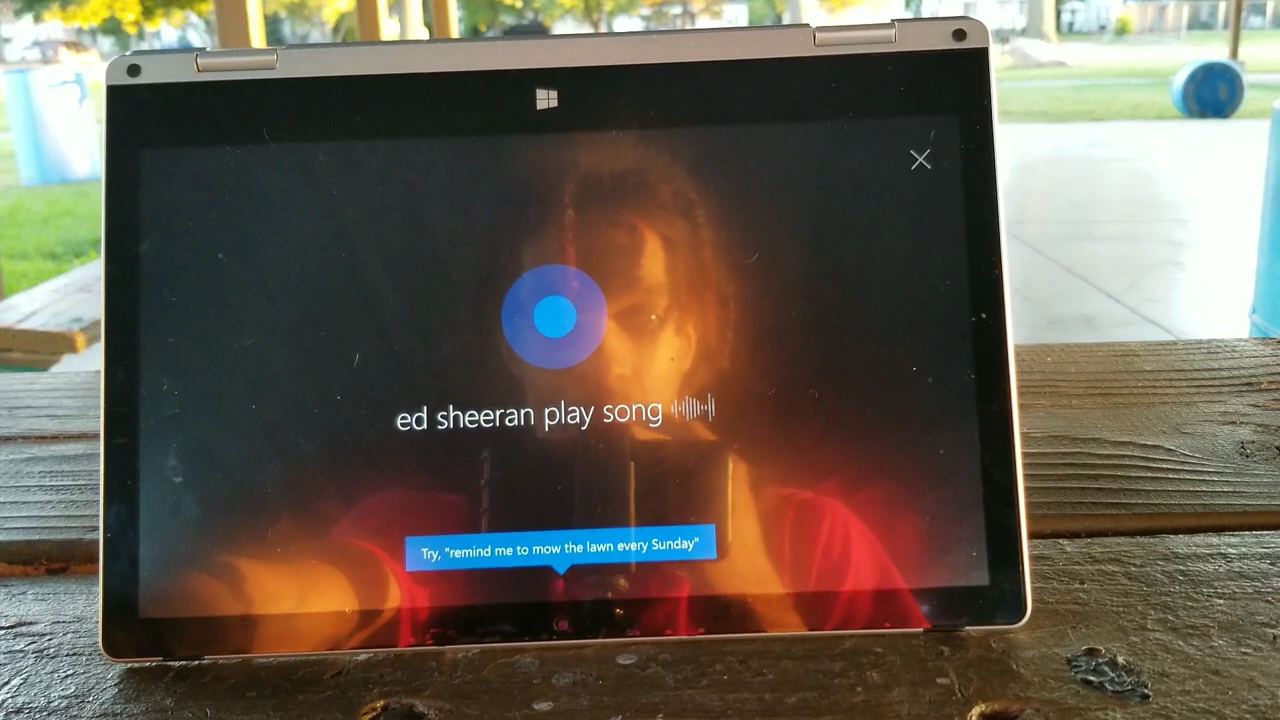 ed sheeran play song
Try, "remind me to mow the lawn every Sunday"